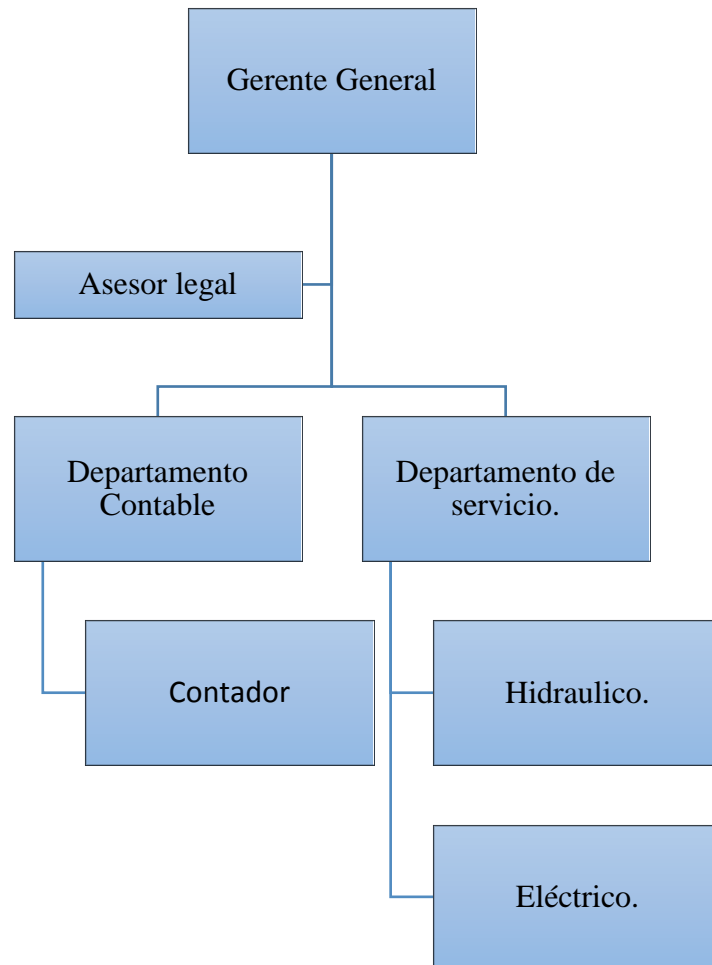 Gerente General
Asesor legal
Departamento
Contable
Departamento de
servicio.
Contador
Hidraulico.
Eléctrico.